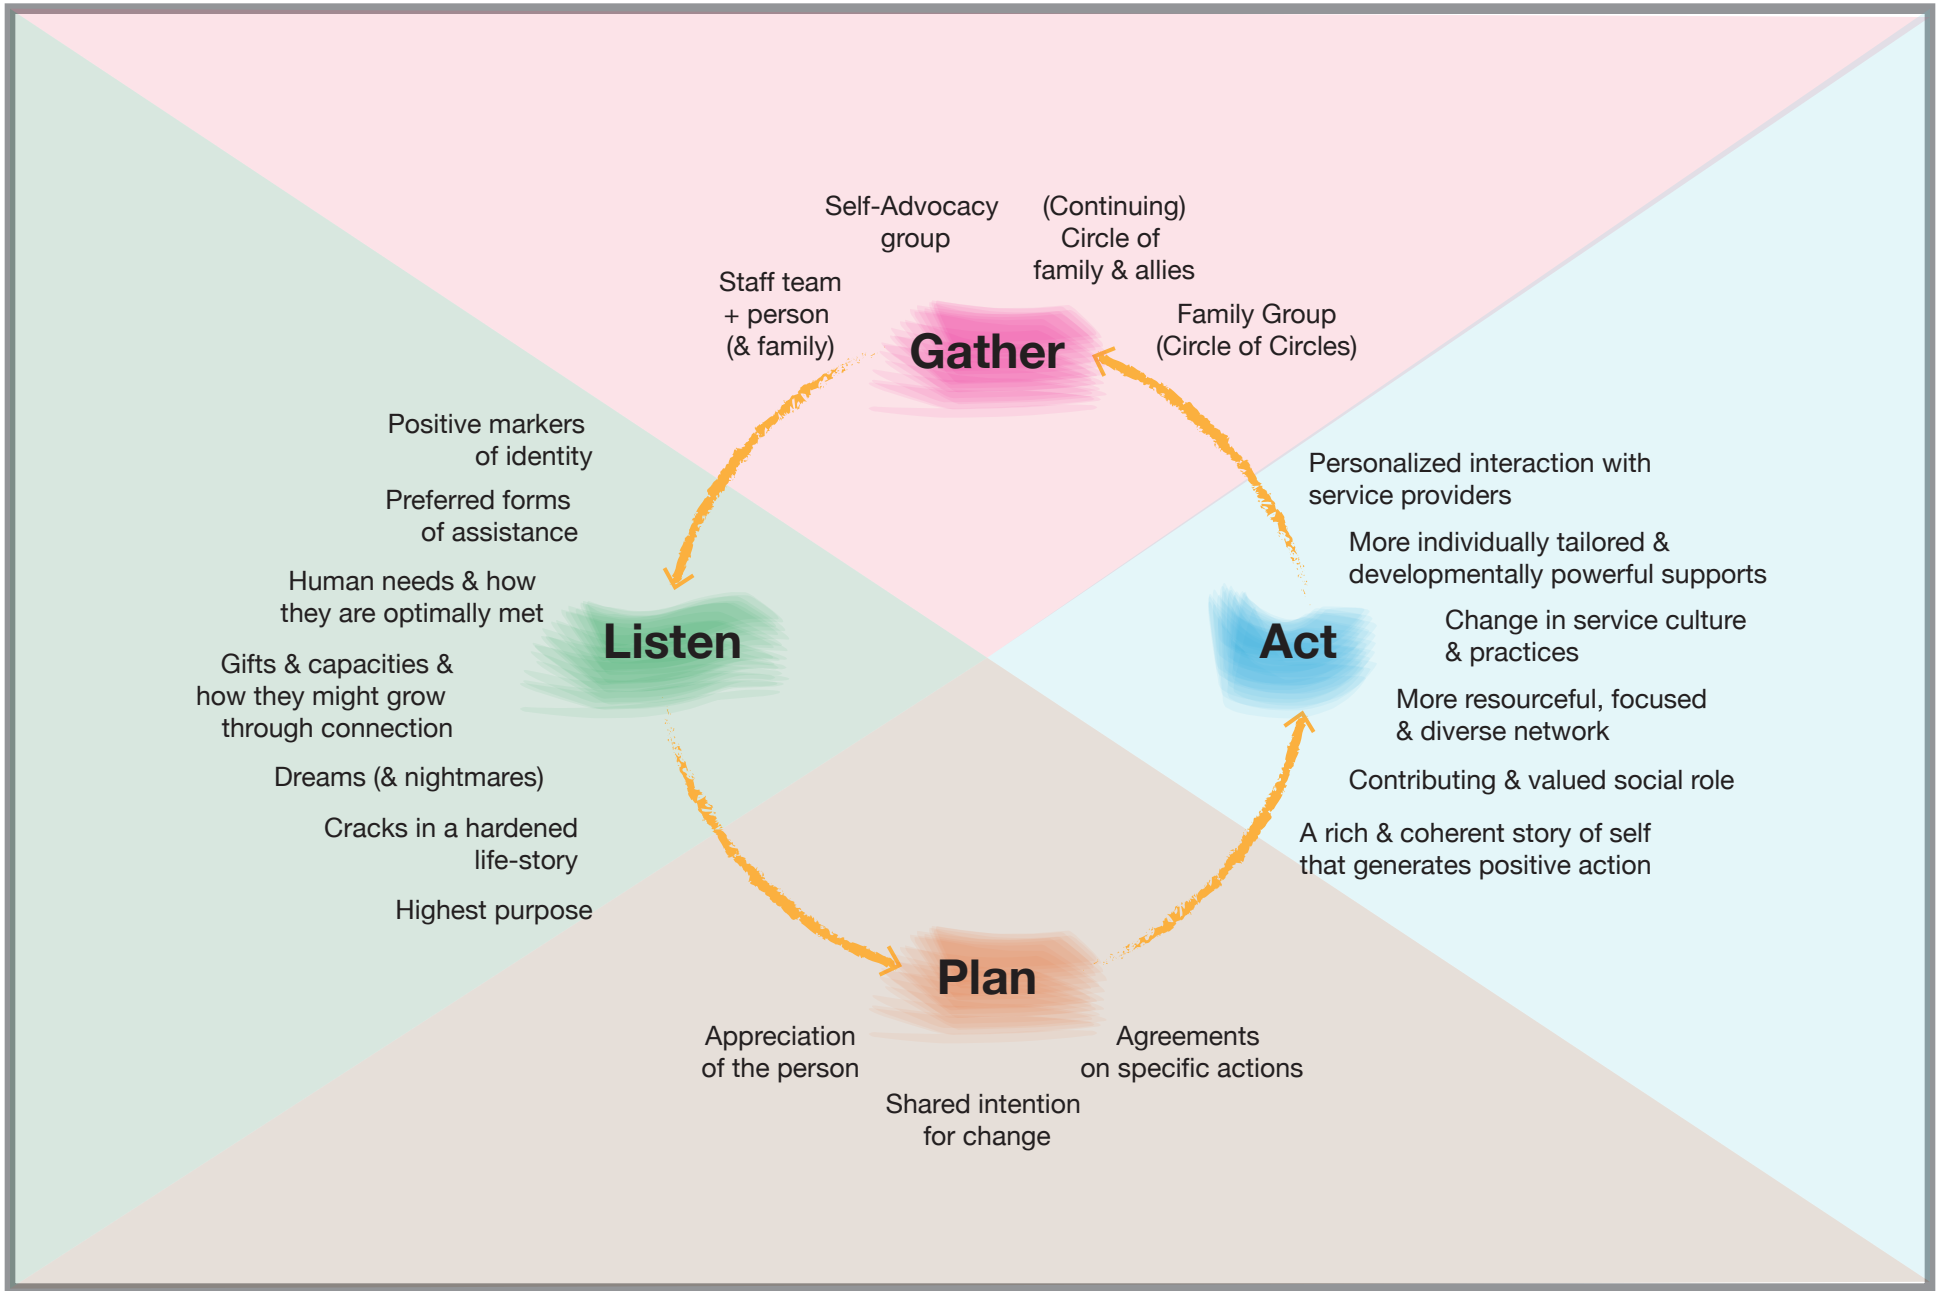 Self-Advocacy
group
(Continuing)
Circle of
family & allies
Staff team
+ person
(& family)
Family Group
(Circle of Circles)
Gather
Positive markers
of identity
Preferred forms
of assistance
Human needs & how
they are optimally met
Gifts & capacities &
how they might grow
through connection
Dreams (& nightmares)
Cracks in a hardened
life-story
Highest purpose
Listen
Personalized interaction with
service providers
More individually tailored &
developmentally powerful supports
Change in service culture
& practices
More resourceful, focused
& diverse network
Contributing & valued social role
A rich & coherent story of self
that generates positive action
Act
Plan
Appreciation
of the person
Shared intention
for change
Agreements
on specific actions